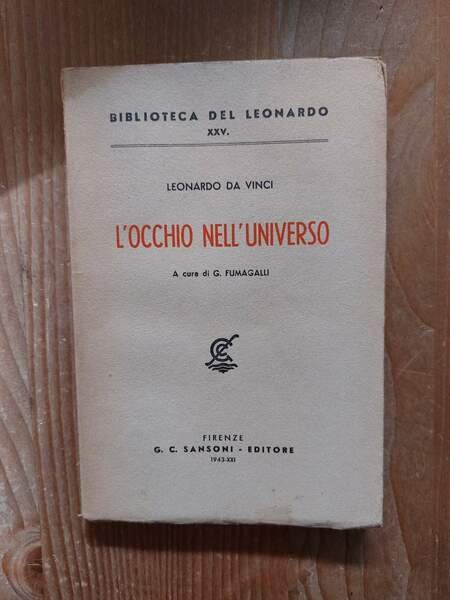 BIBLIOTECA DEL LEONARDO
XXV.
LEONARDO DA VINCI
L'OCCHIO NELL'UNIVERSO
A cura di G. FUMAGALLI
FIRENZE
G. C. SANSONI - EDITORE
1943-XXI